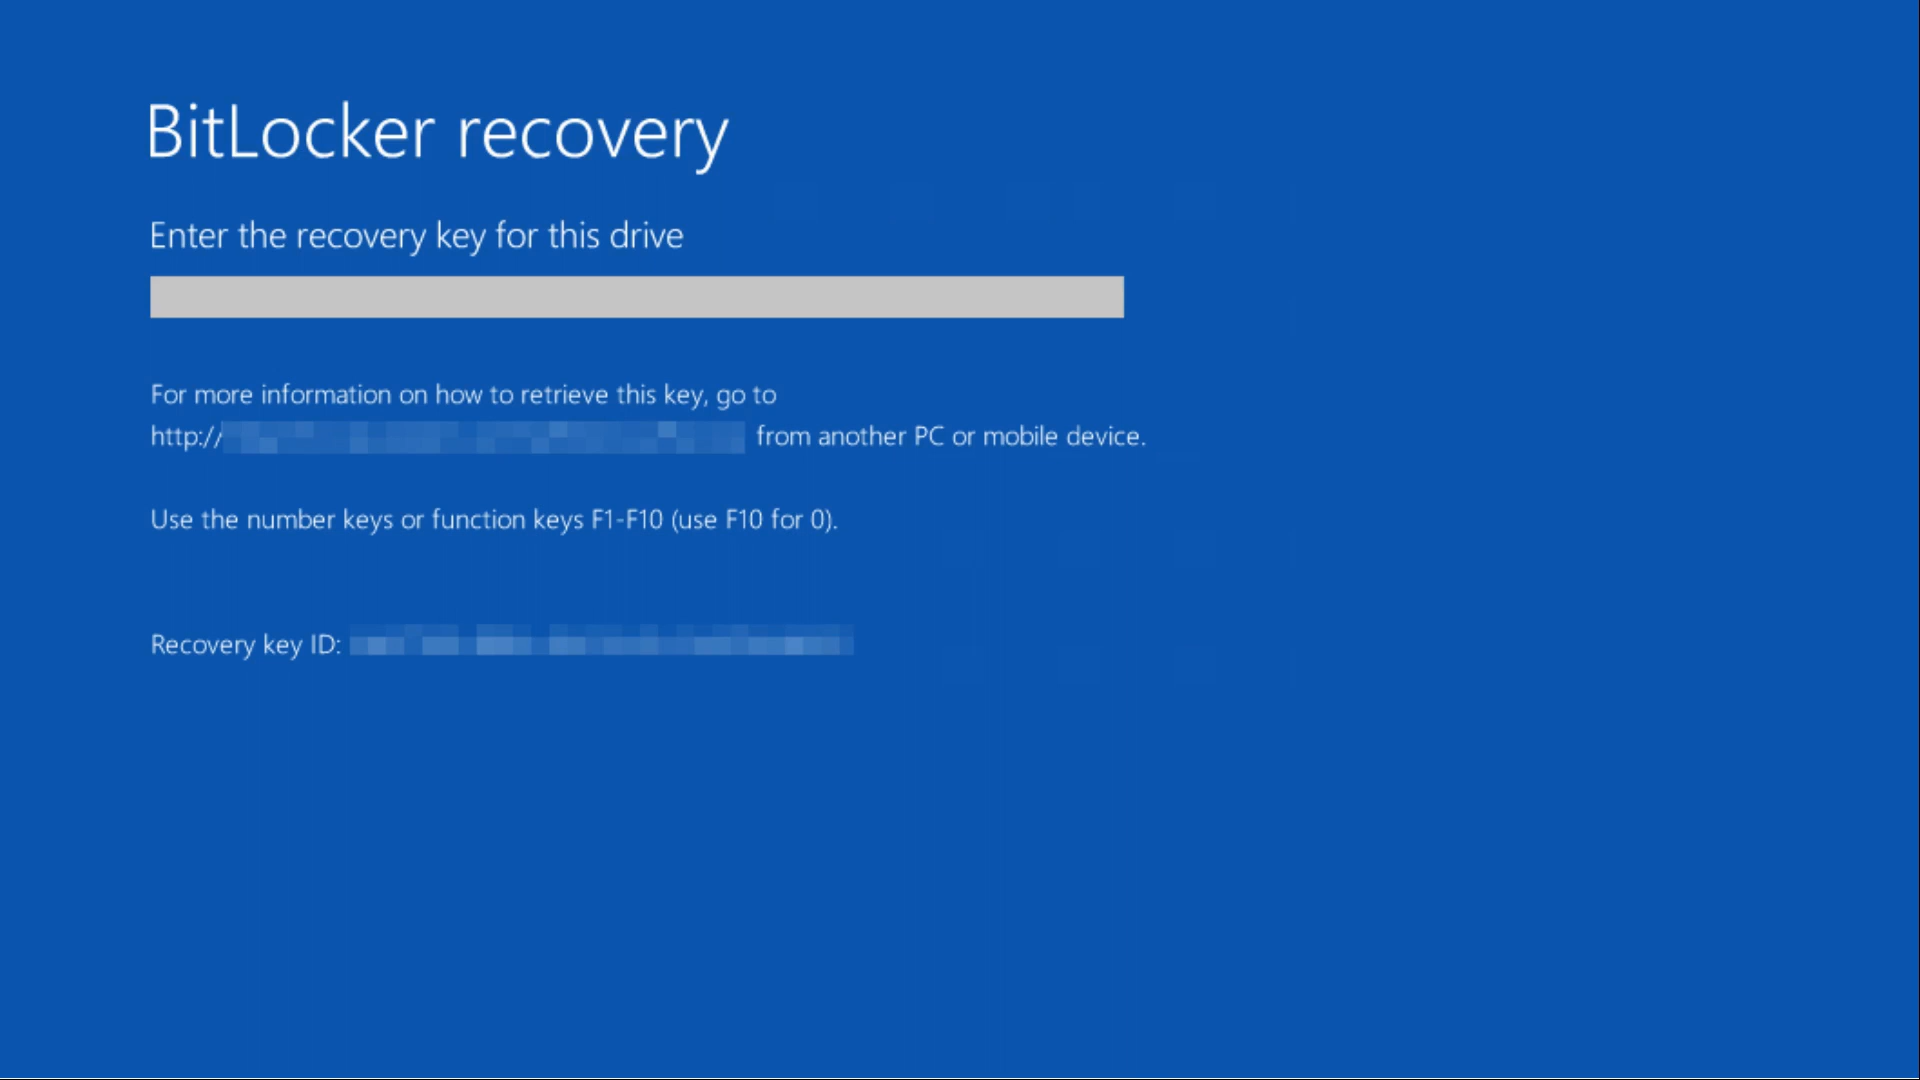 BitLocker recovery
Enter the recovery key for this drive
For more information on how to retrieve this key, go to
http:// from another PC or mobile device.
Use the number keys or function keys F1-F10 (use F10 for 0).
Recovery key ID: